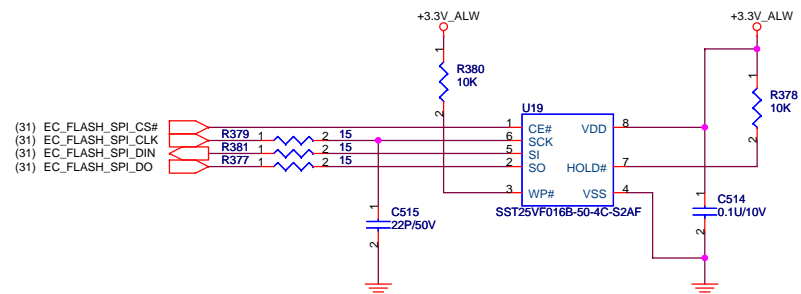 +3.3V_ALW
+3.3V_ALW
1
R380
10K
2
1
R378
10K
2
U19
(31) EC_FLASH_SPI_CS#
1 CE# VDD 8
(31) EC_FLASH_SPI_CLK R379 1 2 15 6 SCK
(31) EC_FLASH_SPI_DIN R381 1 2 15 5 SI
(31) EC_FLASH_SPI_DO R377 1 2 15 2 SO HOLD# 7
3 WP# VSS 4
SST25VF016B-50-4C-S2AF
1
C515
22P/50V
2
1
C514
0.1U/10V
2